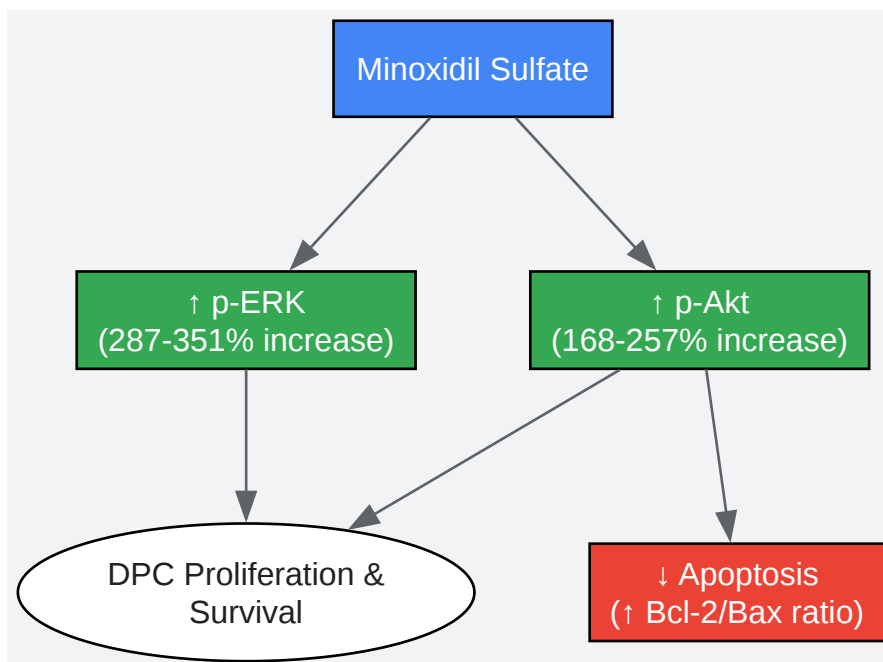 Minoxidil Sulfate
↑ p-ERK
(287-351% increase)
↑ p-Akt
(168-257% increase)
DPC Proliferation &
Survival
↓ Apoptosis
(↑ Bcl-2/Bax ratio)